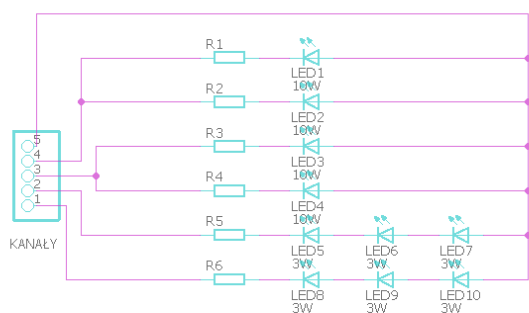 R1
LED1
10W
R2
LED2
10W
R3
LED3
10W
R4
LED4
10W
R5
LED5
3W
LED6
3W
LED7
3W
R6
LED8
3W
LED9
3W
LED10
3W
5
4
3
2
1
KANAŁY